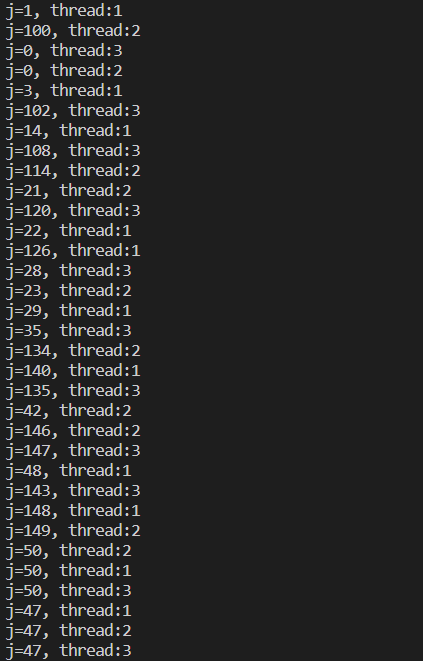 j=1, thread:1
j=100, thread:2
j=0, thread:3
j=0, thread:2
j=3, thread:1
j=102, thread:3
j=14, thread:1
j=108, thread:3
j=114, thread:2
j=21, thread:2
j=120, thread:3
j=22, thread:1
j=126, thread:1
j=28, thread:3
j=23, thread:2
j=29, thread:1
j=35, thread:3
j=134, thread:2
j=140, thread:1
j=135, thread:3
j=42, thread:2
j=146, thread:2
j=147, thread:3
j=48, thread:1
j=143, thread:3
j=148, thread:1
j=149, thread:2
j=50, thread:2
j=50, thread:1
j=50, thread:3
j=47, thread:1
j=47, thread:2
j=47, thread:3